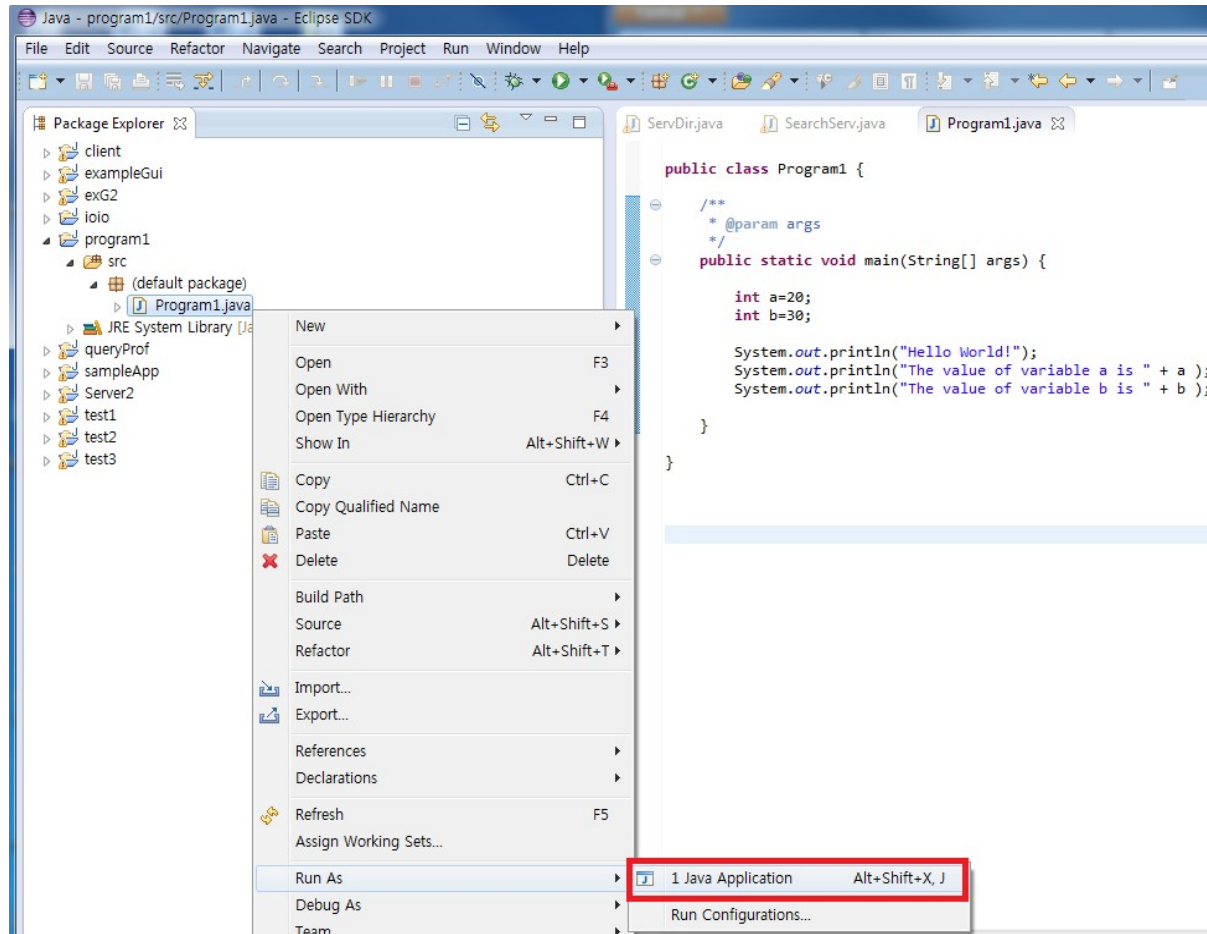 Java - program1/src/Program1.java - Eclipse SDK
File Edit Source Refactor Navigate Search Project Run Window Help
Package Explorer
ServDir.java SearchServ.java Program1.java
client
exampleGui
exG2
ioio
program1
src
(default package)
Program1.java
JRE System Library [Ja
queryProf
sampleApp
Server2
test1
test2
test3
public class Program1 {
/**
* @param args
*/
public static void main(String[] args) {
int a=20;
int b=30;
System.out.println("Hello World!");
System.out.println("The value of variable a is " + a );
System.out.println("The value of variable b is " + b );
}
}
New
Open F3
Open With
Open Type Hierarchy F4
Show In Alt+Shift+W
Copy Ctrl+C
Copy Qualified Name
Paste Ctrl+V
Delete Delete
Build Path
Source Alt+Shift+S
Refactor Alt+Shift+T
Import...
Export...
References
Declarations
Refresh F5
Assign Working Sets...
Run As
Debug As
Team
1 Java Application Alt+Shift+X, J
Run Configurations...